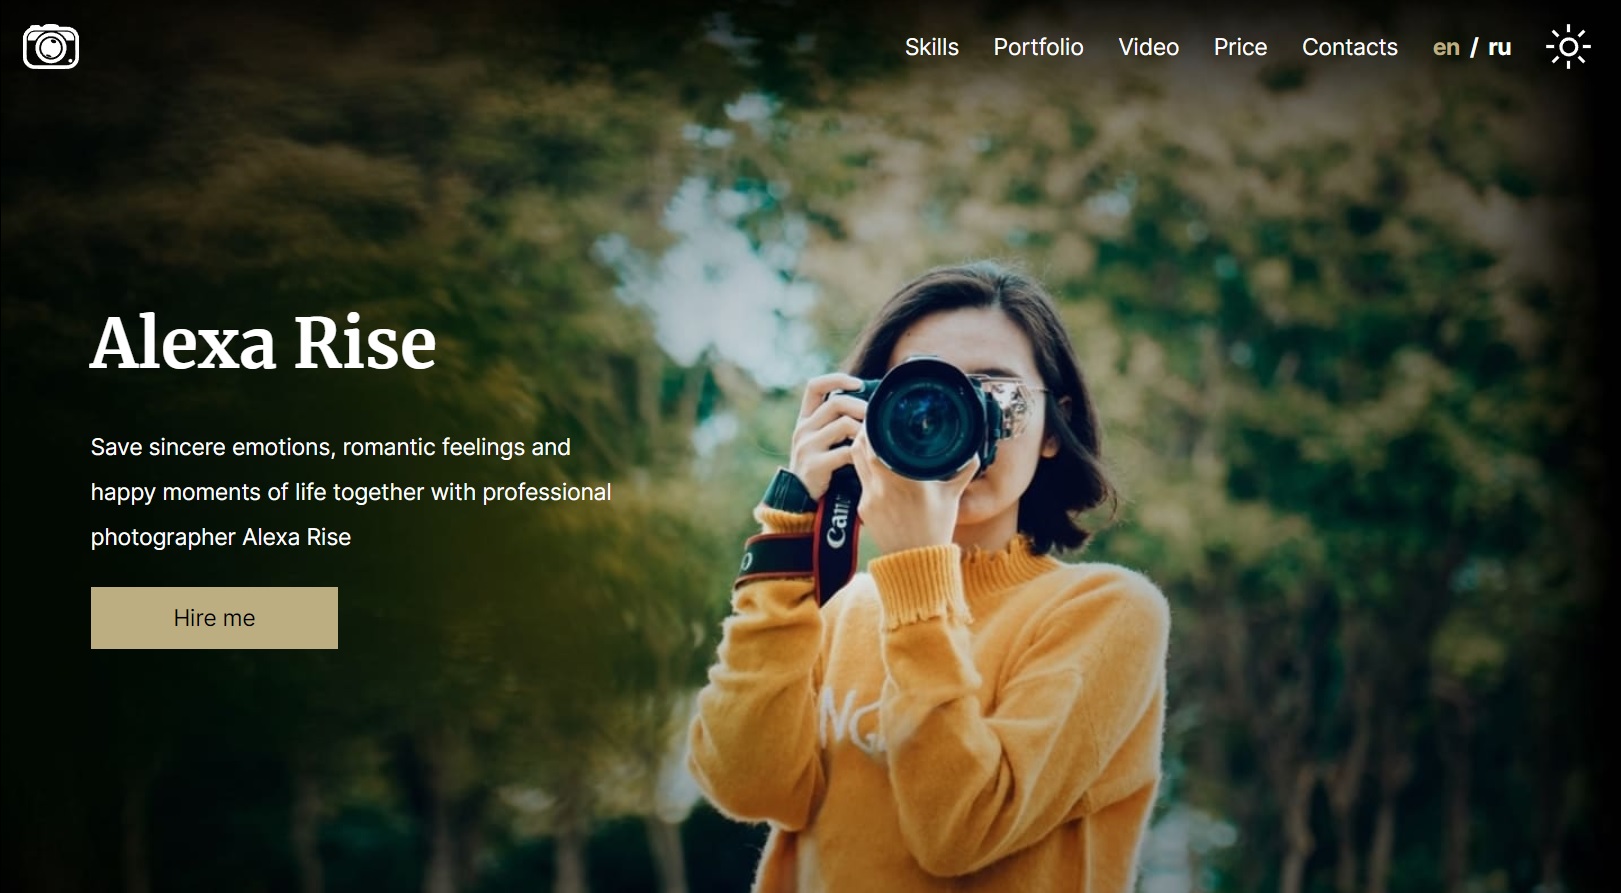 Skills Portfolio Video Price Contacts en / ru
Alexa Rise
Save sincere emotions, romantic feelings and
happy moments of life together with professional
photographer Alexa Rise
Hire me
Can
NG